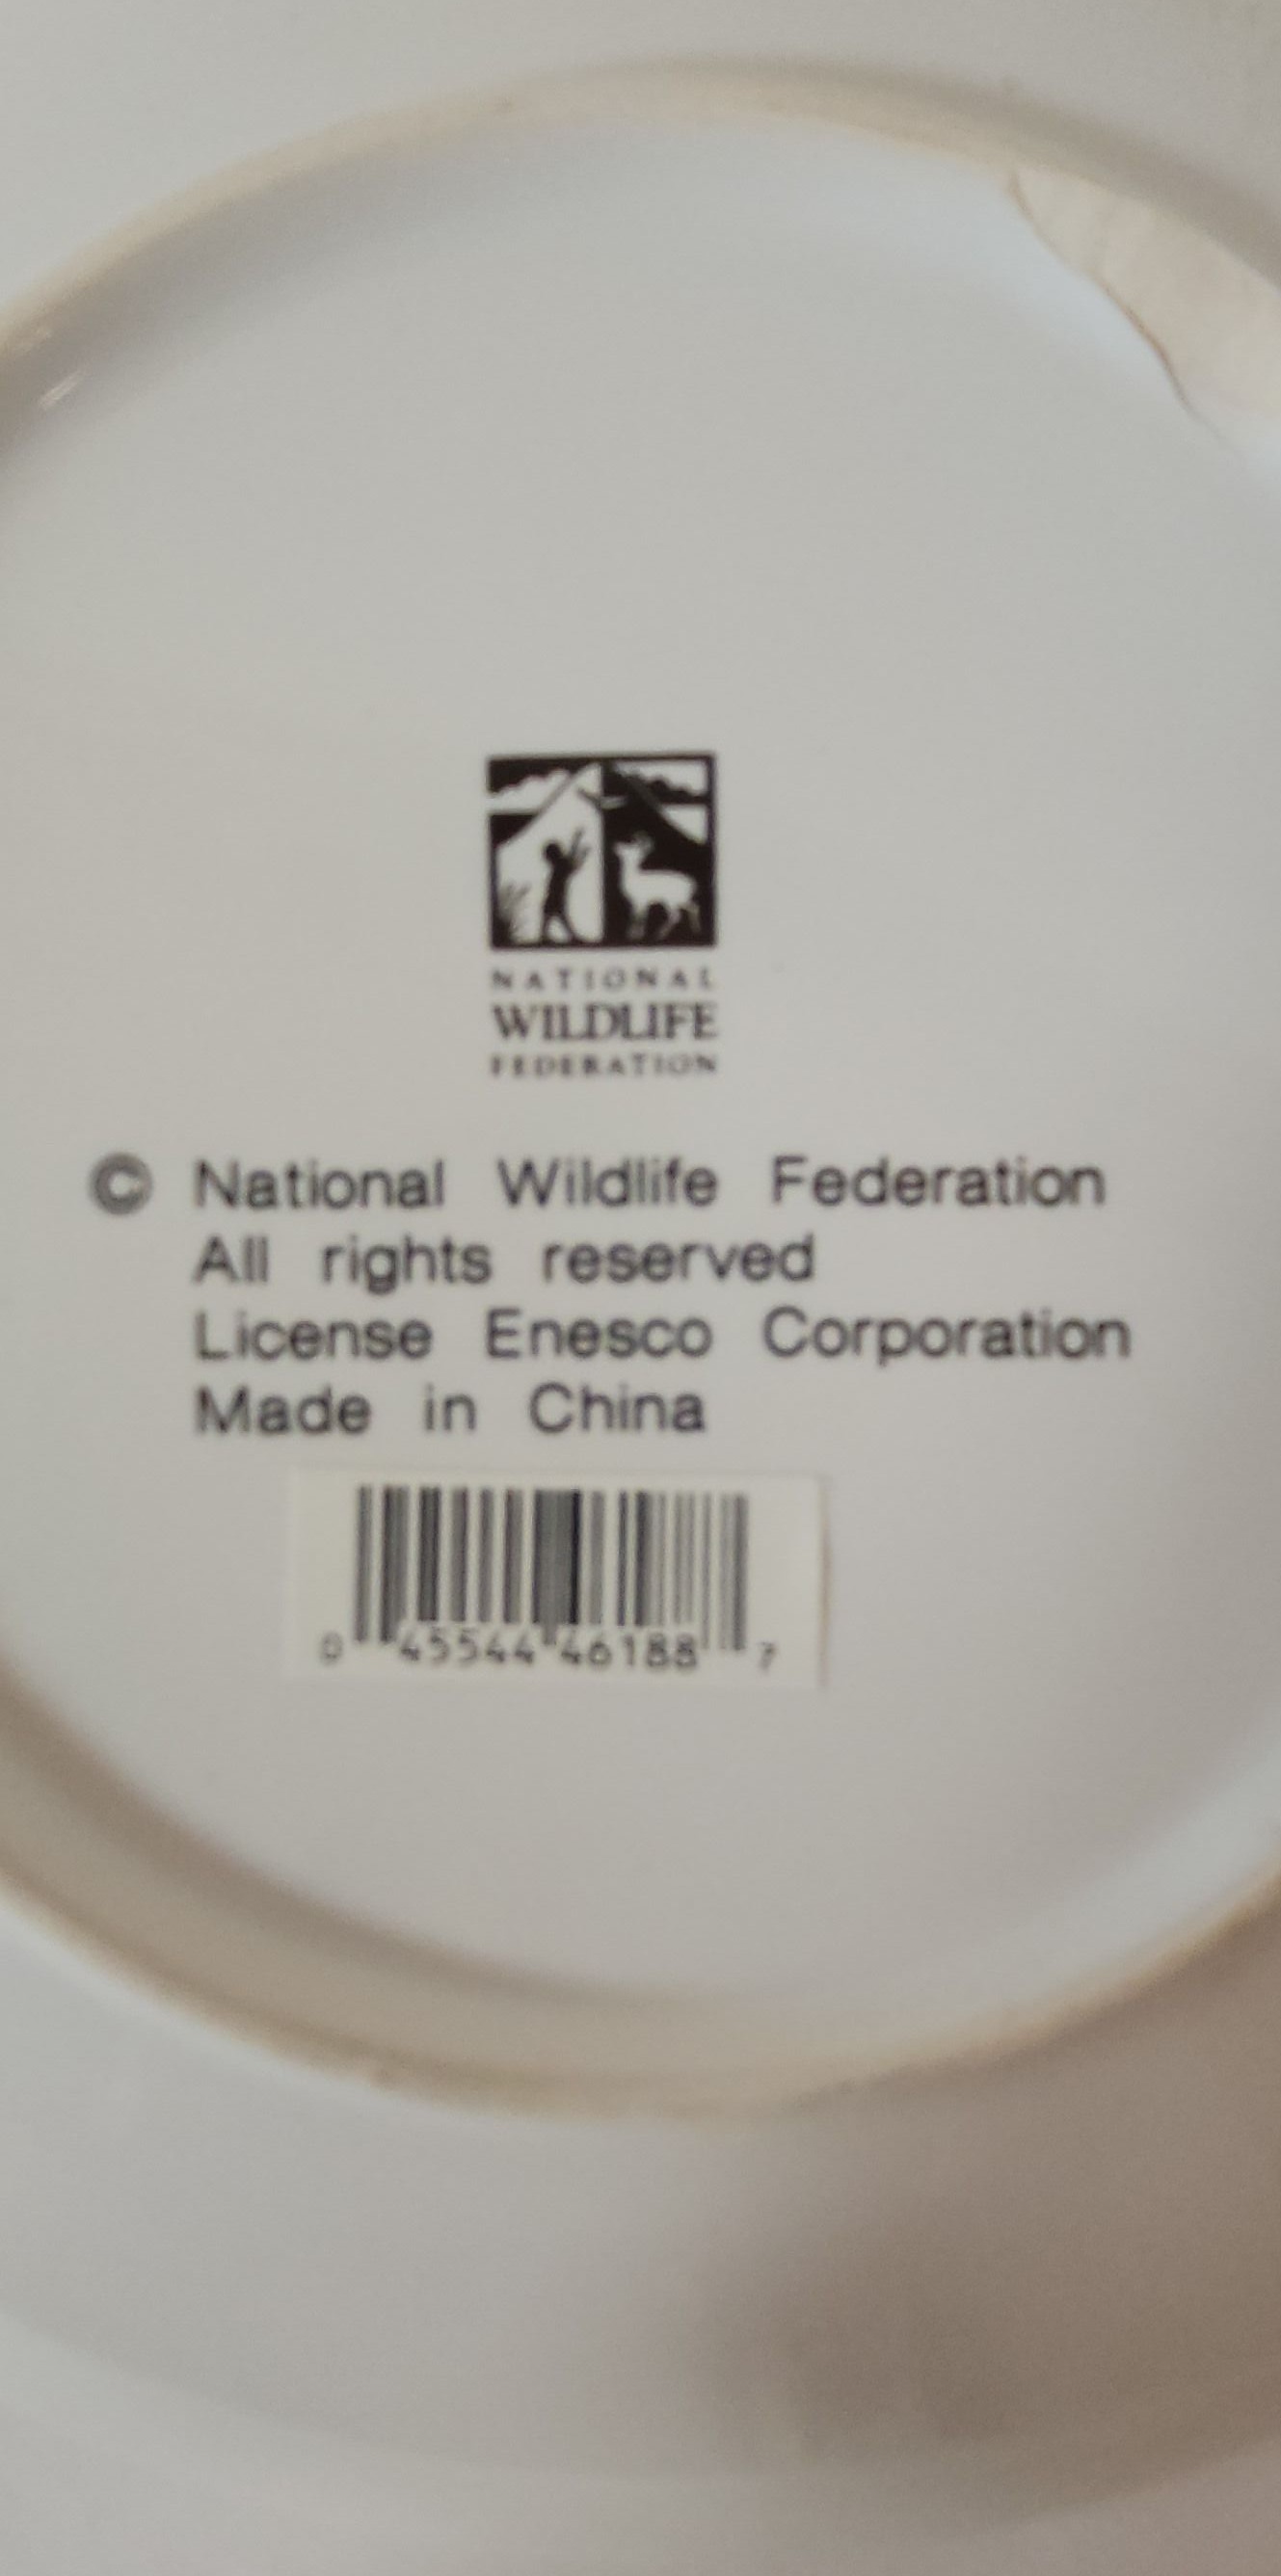 NATIONAL
WILDLIFE
FEDERATION
© National Wildlife Federation
All rights reserved
License Enesco Corporation
Made in China
0 45544 46188 7